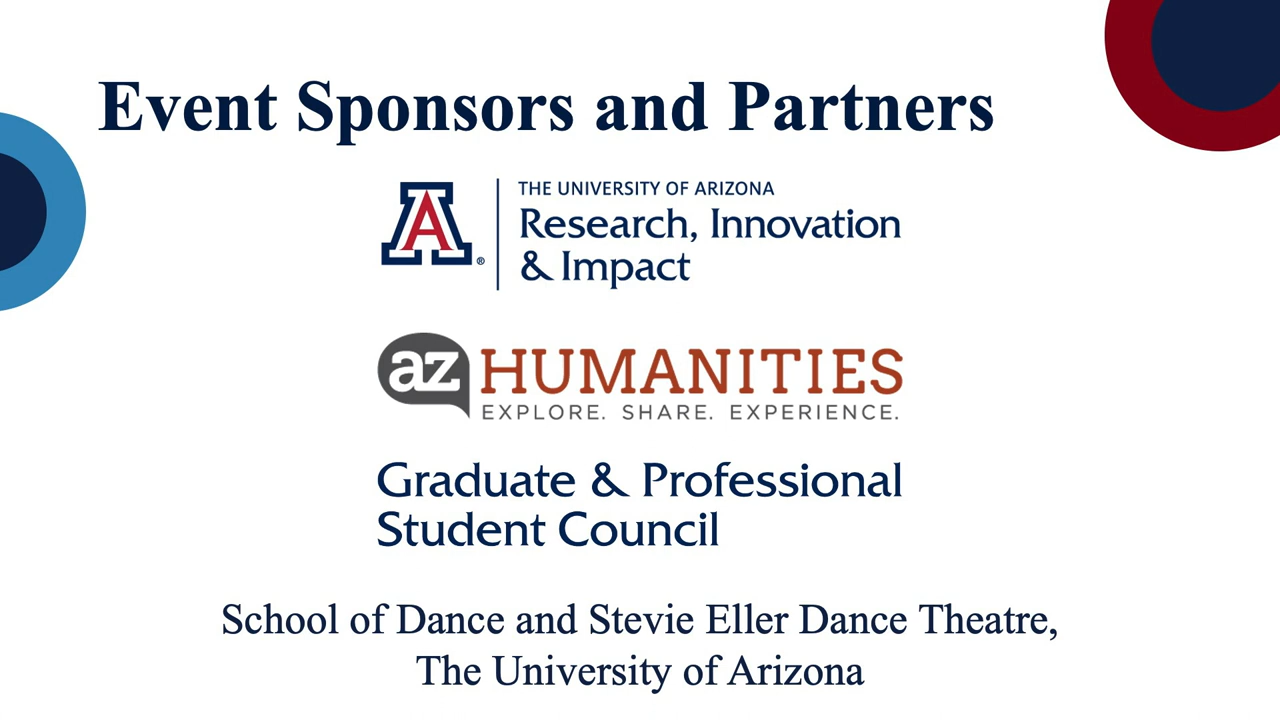 Event Sponsors and Partners
A®
THE UNIVERSITY OF ARIZONA
Research, Innovation
& Impact
az HUMANITIES
EXPLORE. SHARE. EXPERIENCE.
Graduate & Professional
Student Council
School of Dance and Stevie Eller Dance Theatre,
The University of Arizona